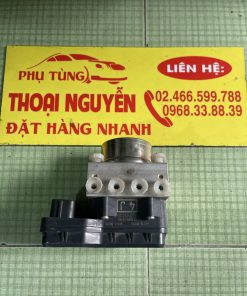 PHỤ TÙNG
THOẠI NGUYỄN
ĐẶT HÀNG NHANH
LIÊN HỆ:
02.466.599.788
0968.33.88.39